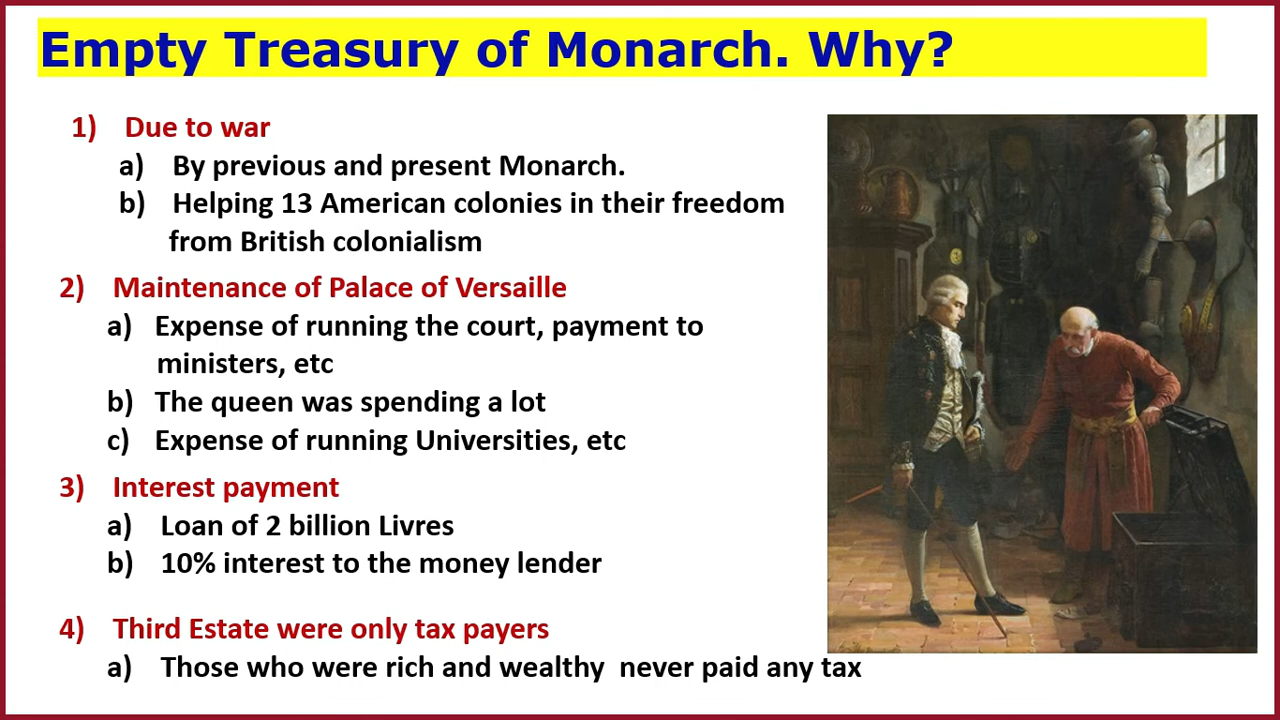 Empty Treasury of Monarch. Why?
1) Due to war
a) By previous and present Monarch.
b) Helping 13 American colonies in their freedom
from British colonialism
2) Maintenance of Palace of Versaille
a) Expense of running the court, payment to
ministers, etc
b) The queen was spending a lot
c) Expense of running Universities, etc
3) Interest payment
a) Loan of 2 billion Livres
b) 10% interest to the money lender
4) Third Estate were only tax payers
a) Those who were rich and wealthy never paid any tax